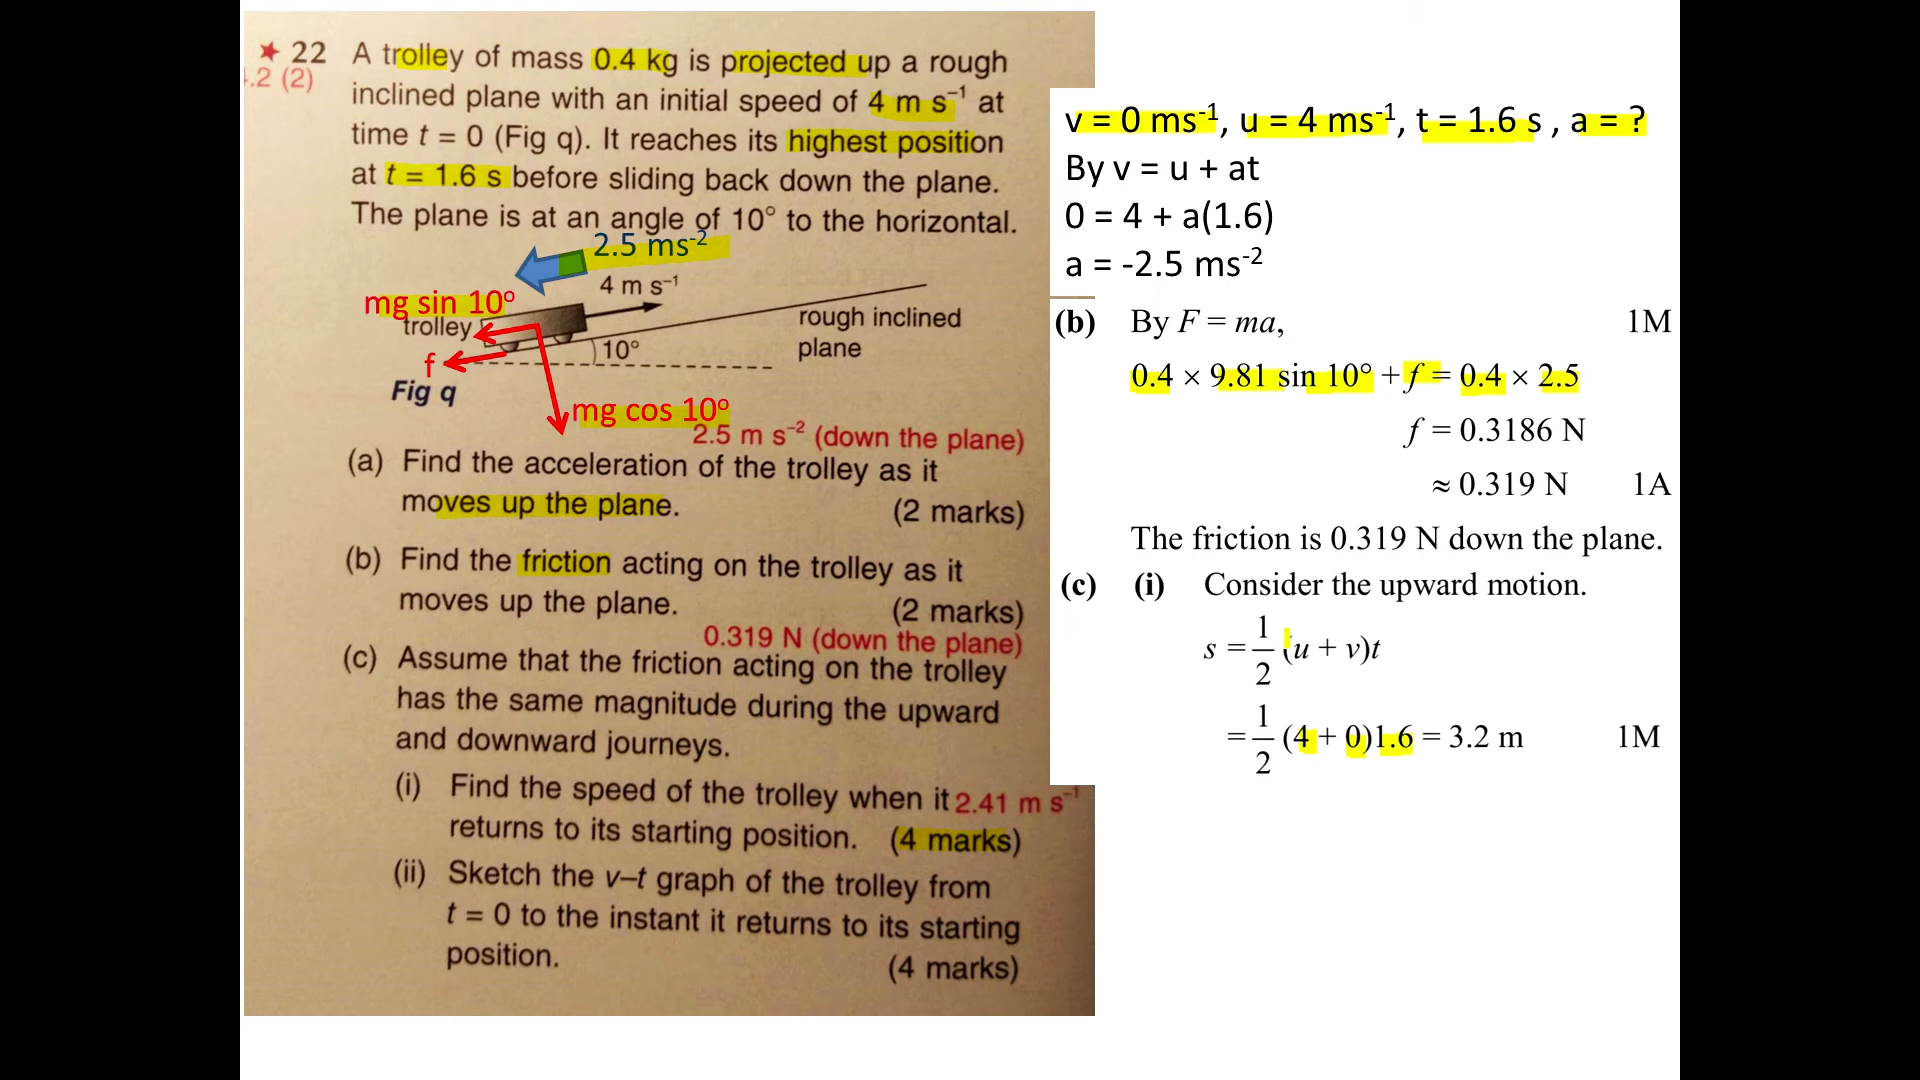 ★ 22 A trolley of mass 0.4 kg is projected up a rough
.2 (2)
inclined plane with an initial speed of 4 m s⁻¹ at
time t = 0 (Fig q). It reaches its highest position
at t = 1.6 s before sliding back down the plane.
The plane is at an angle of 10° to the horizontal.
2.5 ms⁻²
4 m s⁻¹
mg sin 10°
trolley
rough inclined
plane
10°
f
Fig q
mg cos 10°
2.5 m s⁻² (down the plane)
(a) Find the acceleration of the trolley as it
moves up the plane. (2 marks)
(b) Find the friction acting on the trolley as it
moves up the plane. (2 marks)
0.319 N (down the plane)
(c) Assume that the friction acting on the trolley
has the same magnitude during the upward
and downward journeys.
(i) Find the speed of the trolley when it 2.41 m s⁻¹
returns to its starting position. (4 marks)
(ii) Sketch the v–t graph of the trolley from
t = 0 to the instant it returns to its starting
position. (4 marks)
v = 0 ms⁻¹, u = 4 ms⁻¹, t = 1.6 s , a = ?
By v = u + at
0 = 4 + a(1.6)
a = -2.5 ms⁻²
(b) By F = ma, 1M
0.4 × 9.81 sin 10° + f = 0.4 × 2.5
f = 0.3186 N
≈ 0.319 N 1A
The friction is 0.319 N down the plane.
(c) (i) Consider the upward motion.
s = 1/2 (u + v)t
= 1/2 (4 + 0)1.6 = 3.2 m 1M